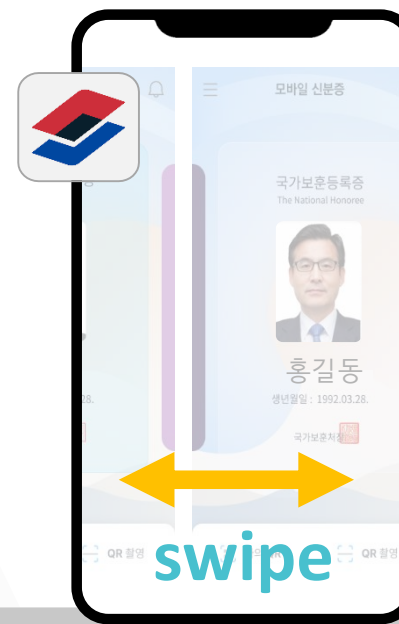 모바일 신분증
증
국가보훈등록증
The National Honoree
홍길동
28.
생년월일 : 1992.03.28.
국가보훈처장
QR 촬영
QR 촬영
swipe